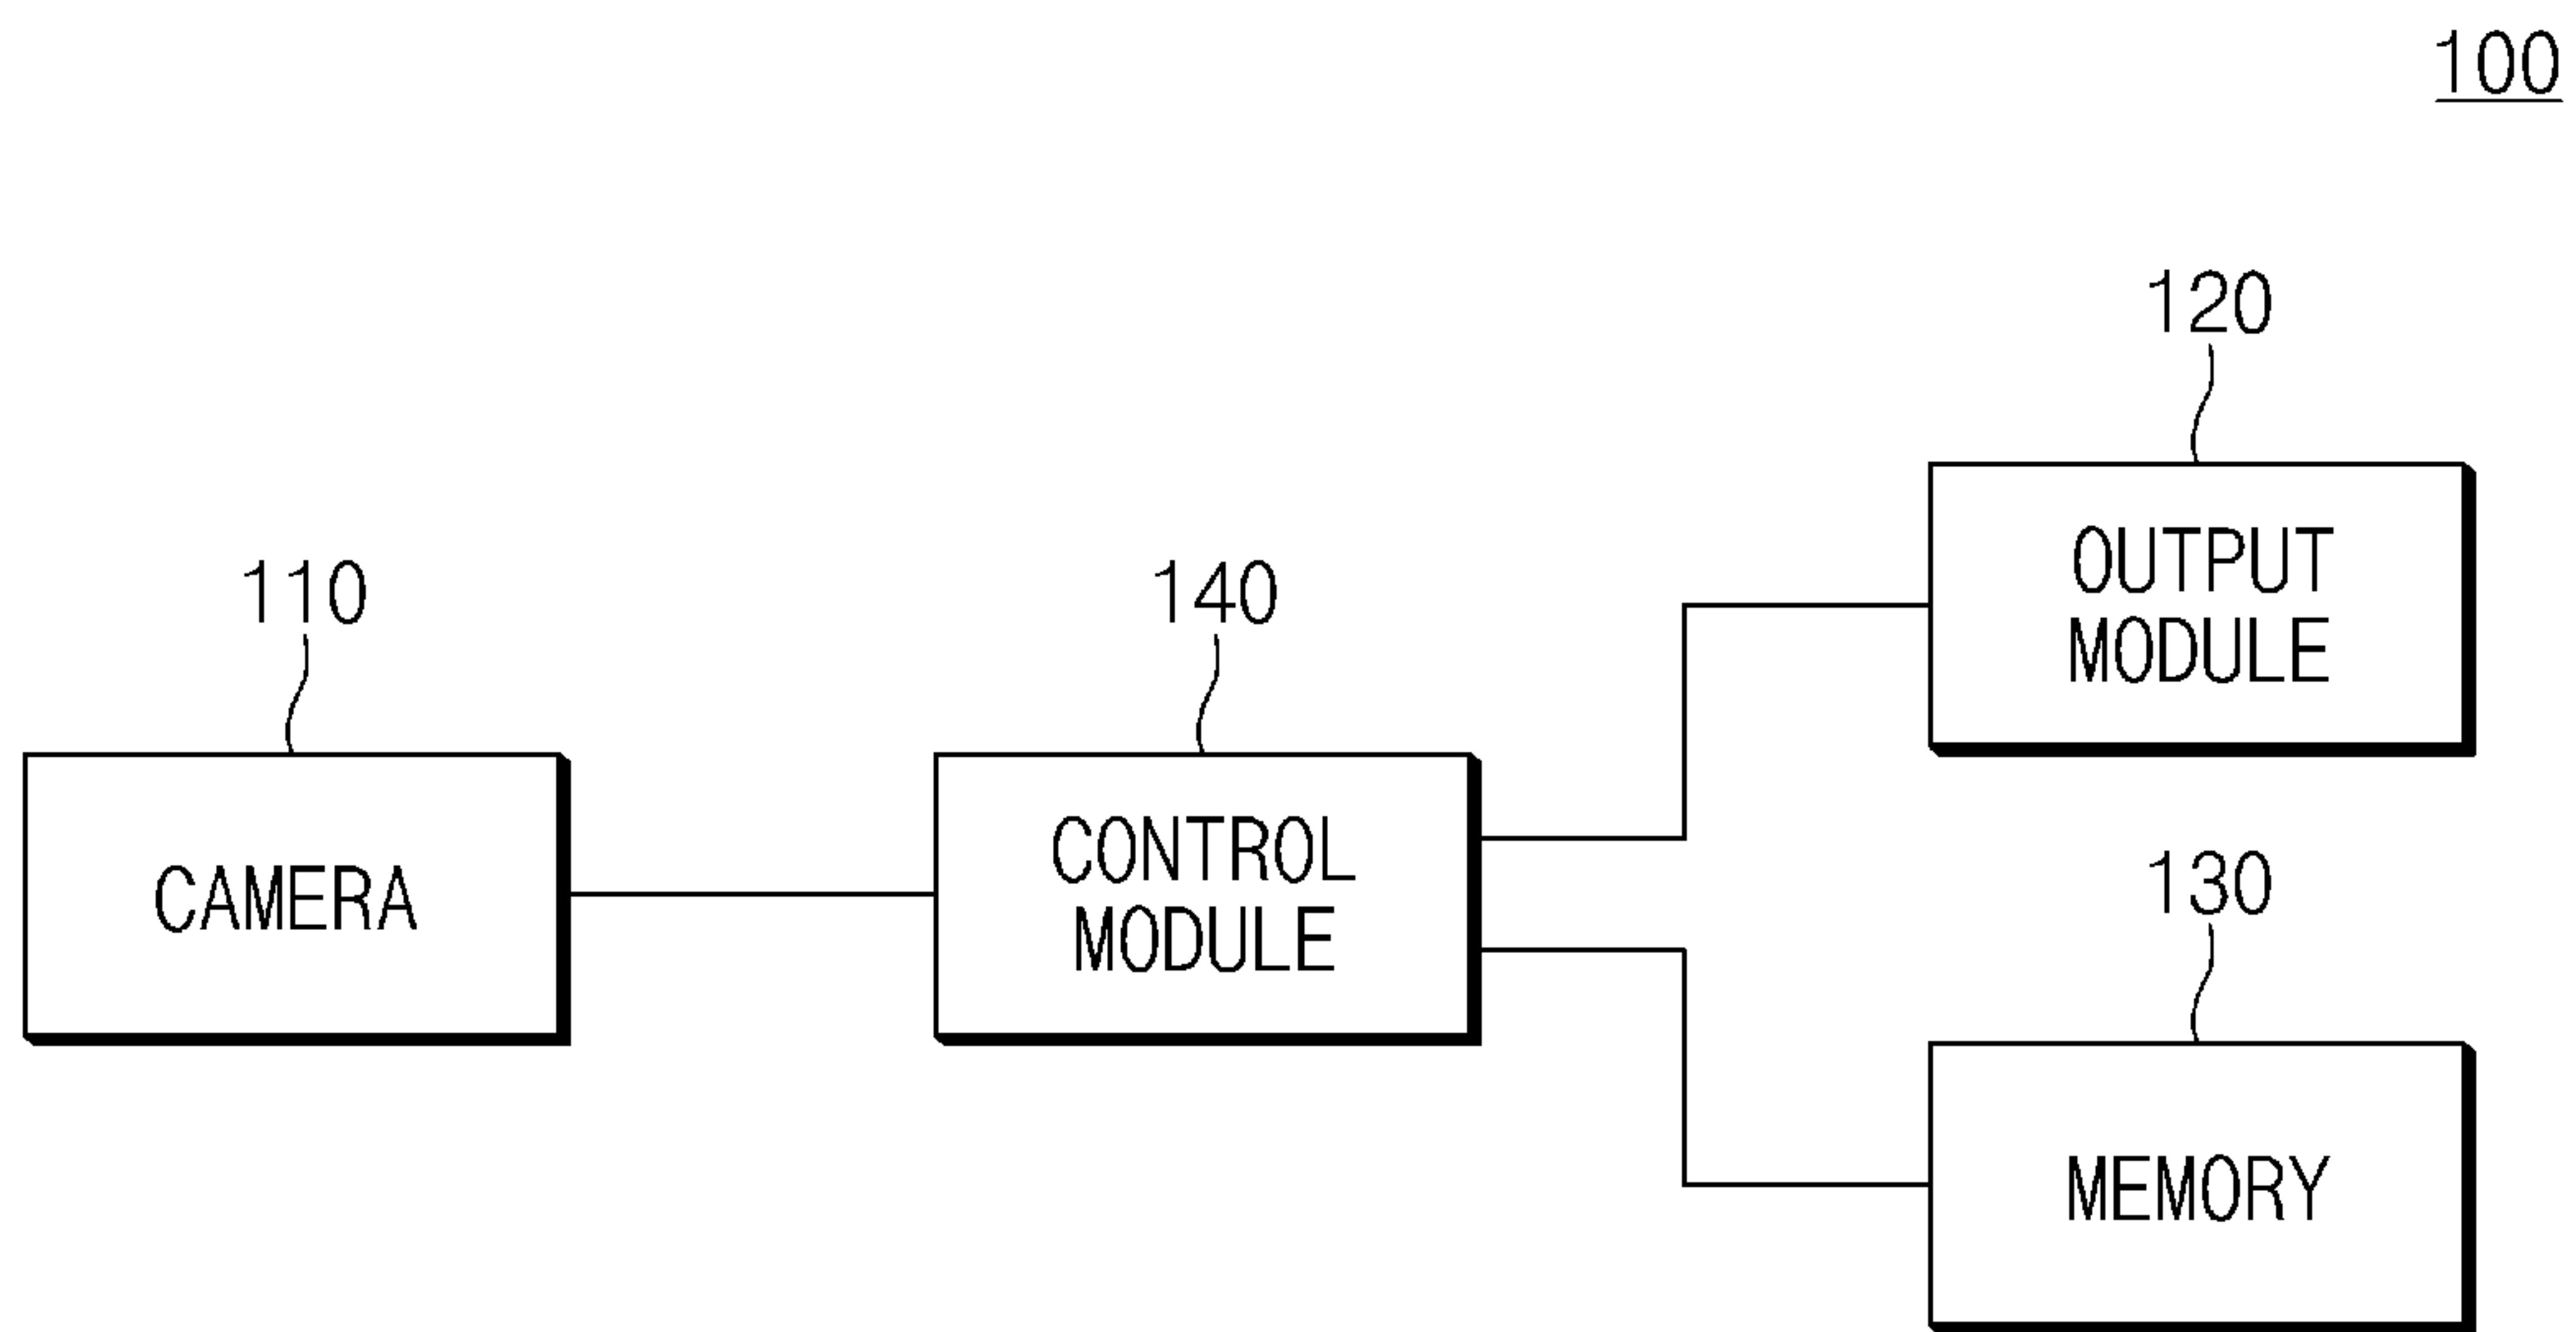 100
120
OUTPUT
MODULE
110
140
CAMERA
CONTROL
MODULE
130
MEMORY